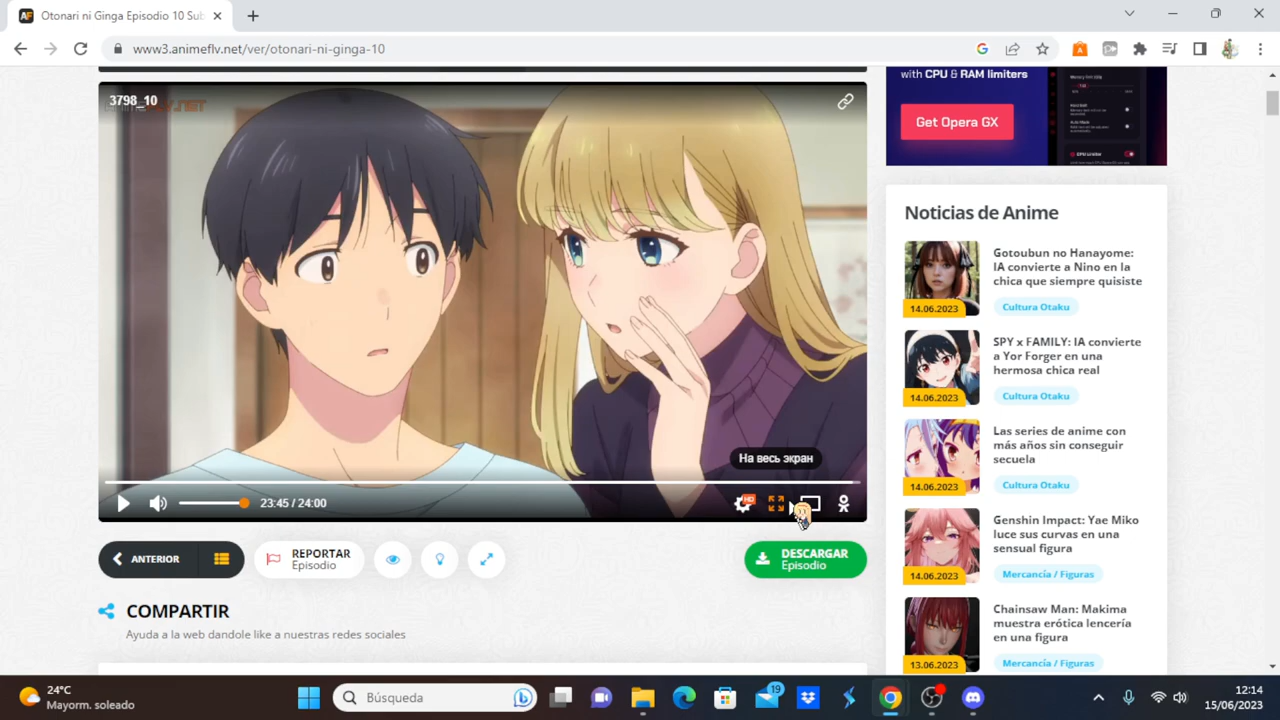 Otonari ni Ginga Episodio 10 Sub
www3.animeflv.net/ver/otonari-ni-ginga-10
with CPU & RAM limiters
Get Opera GX
3798_10
Noticias de Anime
Gotoubun no Hanayome:
IA convierte a Nino en la
chica que siempre quisiste
14.06.2023
Cultura Otaku
SPY x FAMILY: IA convierte
a Yor Forger en una
hermosa chica real
14.06.2023
Cultura Otaku
Las series de anime con
más años sin conseguir
secuela
14.06.2023
Cultura Otaku
Genshin Impact: Yae Miko
luce sus curvas en una
sensual figura
14.06.2023
Mercancía / Figuras
Chainsaw Man: Makima
muestra erótica lencería
en una figura
13.06.2023
Mercancía / Figuras
На весь экран
23:45 / 24:00
HD
ANTERIOR
REPORTAR
Episodio
DESCARGAR
Episodio
COMPARTIR
Ayuda a la web dandole like a nuestras redes sociales
24°C
Mayorm. soleado
Búsqueda
19
12:14
15/06/2023